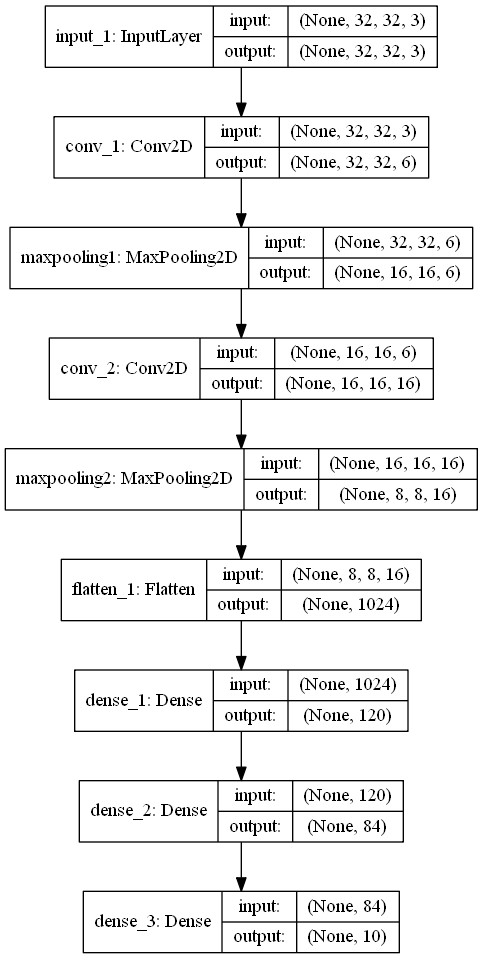 input_1: InputLayer
input: (None, 32, 32, 3)
output: (None, 32, 32, 3)
conv_1: Conv2D
input: (None, 32, 32, 3)
output: (None, 32, 32, 6)
maxpooling1: MaxPooling2D
input: (None, 32, 32, 6)
output: (None, 16, 16, 6)
conv_2: Conv2D
input: (None, 16, 16, 6)
output: (None, 16, 16, 16)
maxpooling2: MaxPooling2D
input: (None, 16, 16, 16)
output: (None, 8, 8, 16)
flatten_1: Flatten
input: (None, 8, 8, 16)
output: (None, 1024)
dense_1: Dense
input: (None, 1024)
output: (None, 120)
dense_2: Dense
input: (None, 120)
output: (None, 84)
dense_3: Dense
input: (None, 84)
output: (None, 10)